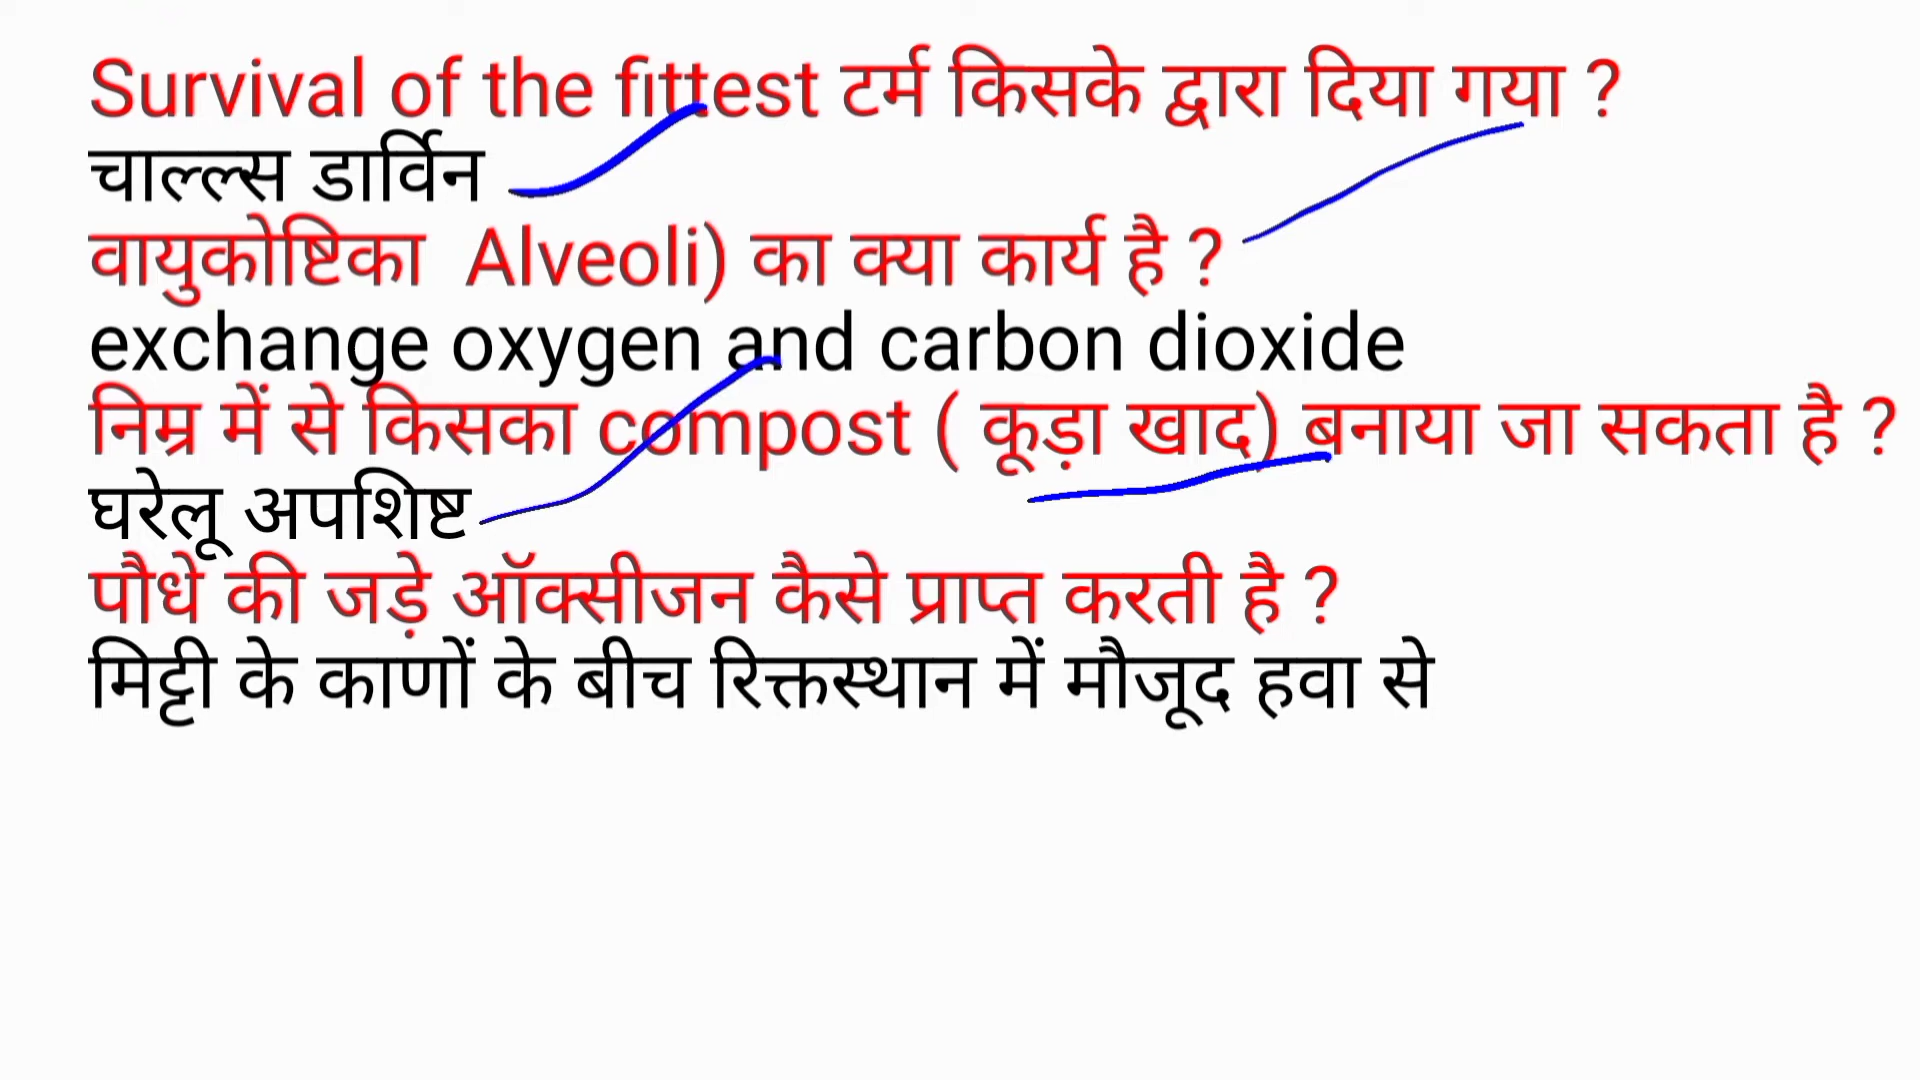 Survival of the fittest टर्म किसके द्वारा दिया गया ?
चाल्ल्स डार्विन
वायुकोष्टिका  Alveoli) का क्या कार्य है ?
exchange oxygen and carbon dioxide
निम्र में से किसका compost ( कूड़ा खाद) बनाया जा सकता है ?
घरेलू अपशिष्ट
पौधे की जड़े ऑक्सीजन कैसे प्राप्त करती है ?
मिट्टी के काणों के बीच रिक्तस्थान में मौजूद हवा से